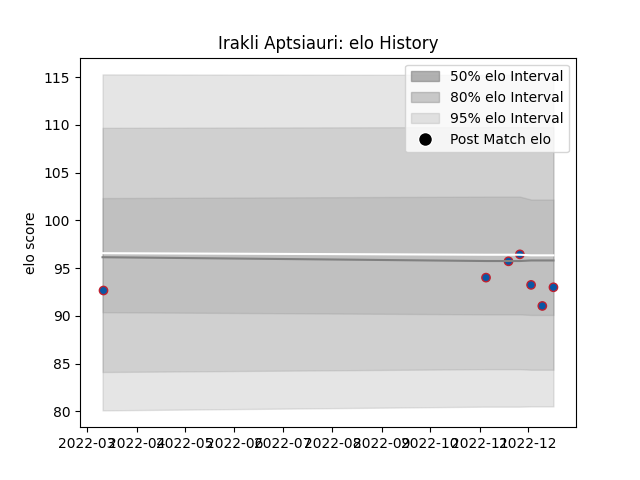 Irakli Aptsiauri: elo History
50% elo Interval
80% elo Interval
95% elo Interval
Post Match elo
elo score
115
110
105
100
95
90
85
80
2022-03 2022-04 2022-05 2022-06 2022-07 2022-08 2022-09 2022-10 2022-11 2022-12